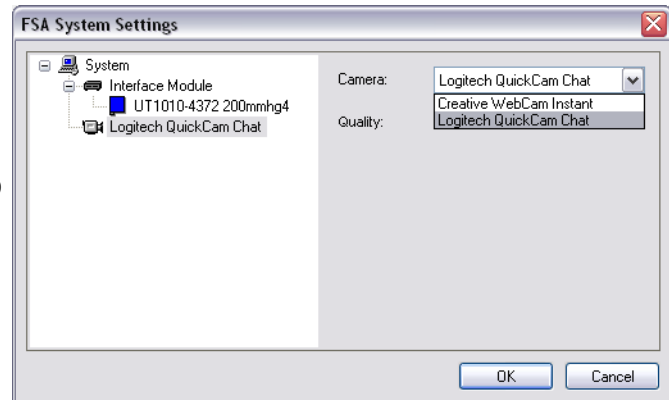 FSA System Settings
System
Interface Module
UT1010-4372 200mmhg4
Logitech QuickCam Chat
Camera:
Logitech QuickCam Chat
Creative WebCam Instant
Logitech QuickCam Chat
Quality:
OK
Cancel